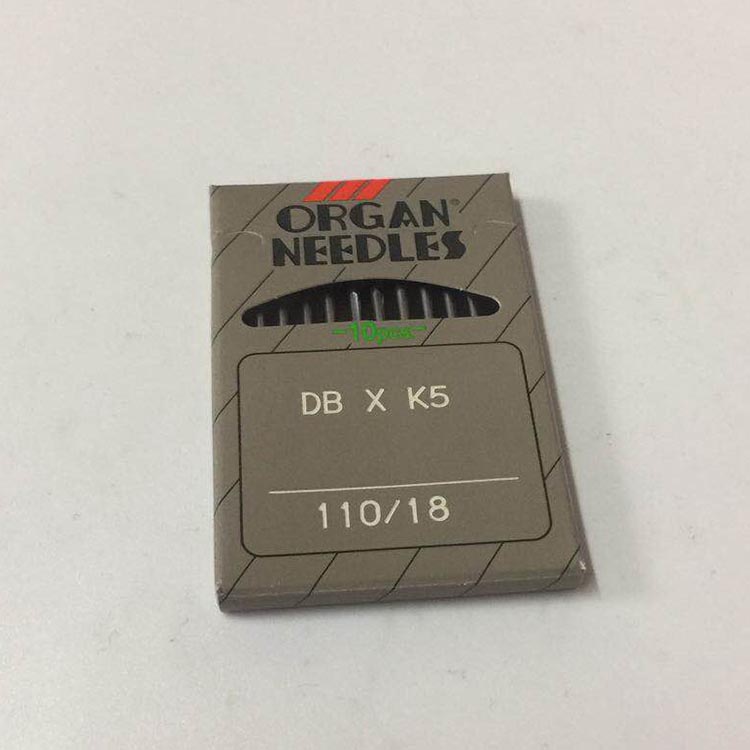 ORGAN®
NEEDLES
-10pcs-
DB X K5
110/18